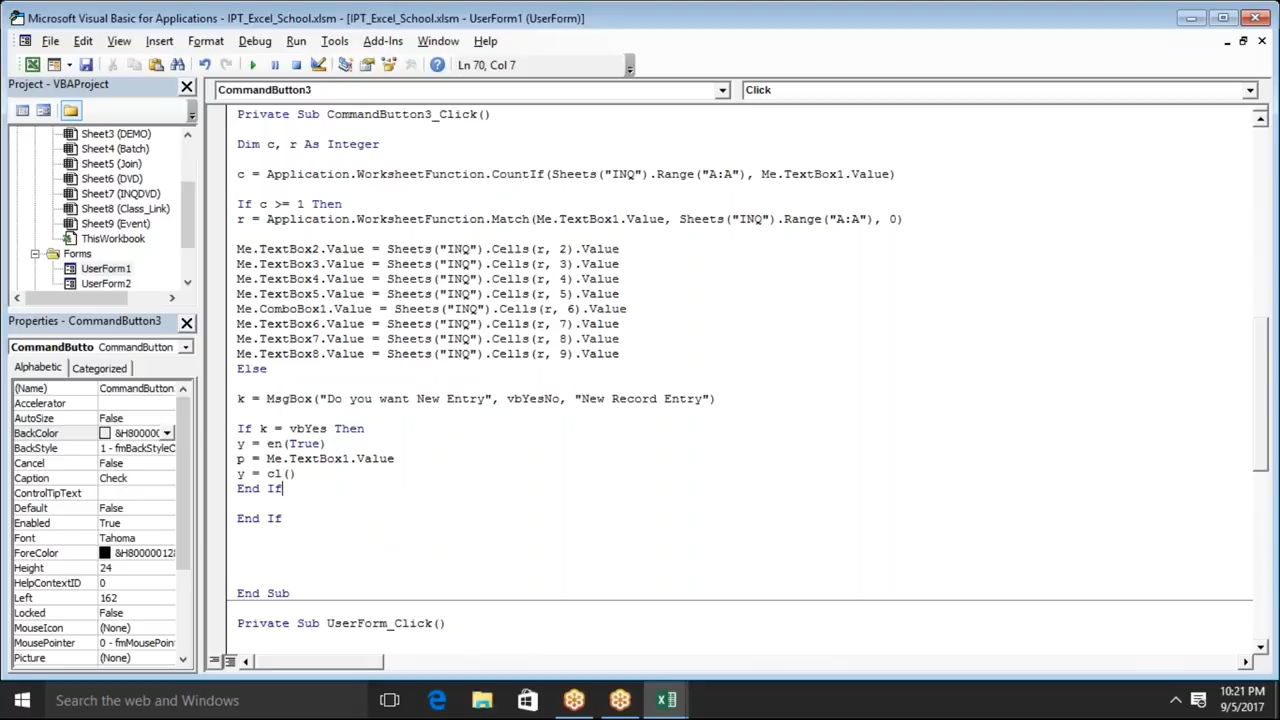 Microsoft Visual Basic for Applications - IPT_Excel_School.xlsm - [IPT_Excel_School.xlsm - UserForm1 (UserForm)]
File Edit View Insert Format Debug Run Tools Add-Ins Window Help
Ln 70, Col 7
Project - VBAProject
CommandButton3
Click
Sheet3 (DEMO)
Sheet4 (Batch)
Sheet5 (Join)
Sheet6 (DVD)
Sheet7 (INQDVD)
Sheet8 (Class_Link)
Sheet9 (Event)
ThisWorkbook
Forms
UserForm1
UserForm2
Properties - CommandButton3
CommandButto CommandButton
Alphabetic Categorized
(Name) CommandButton
Accelerator
AutoSize False
BackColor &H80000
BackStyle 1 - fmBackStyleO
Cancel False
Caption Check
ControlTipText
Default False
Enabled True
Font Tahoma
ForeColor &H80000012
Height 24
HelpContextID 0
Left 162
Locked False
MouseIcon (None)
MousePointer 0 - fmMousePoin
Picture (None)
Private Sub CommandButton3_Click()
Dim c, r As Integer
c = Application.WorksheetFunction.CountIf(Sheets("INQ").Range("A:A"), Me.TextBox1.Value)
If c >= 1 Then
r = Application.WorksheetFunction.Match(Me.TextBox1.Value, Sheets("INQ").Range("A:A"), 0)
Me.TextBox2.Value = Sheets("INQ").Cells(r, 2).Value
Me.TextBox3.Value = Sheets("INQ").Cells(r, 3).Value
Me.TextBox4.Value = Sheets("INQ").Cells(r, 4).Value
Me.TextBox5.Value = Sheets("INQ").Cells(r, 5).Value
Me.ComboBox1.Value = Sheets("INQ").Cells(r, 6).Value
Me.TextBox6.Value = Sheets("INQ").Cells(r, 7).Value
Me.TextBox7.Value = Sheets("INQ").Cells(r, 8).Value
Me.TextBox8.Value = Sheets("INQ").Cells(r, 9).Value
Else
k = MsgBox("Do you want New Entry", vbYesNo, "New Record Entry")
If k = vbYes Then
y = en(True)
p = Me.TextBox1.Value
y = cl()
End If
End If
End Sub
Private Sub UserForm_Click()
Search the web and Windows
10:21 PM
9/5/2017